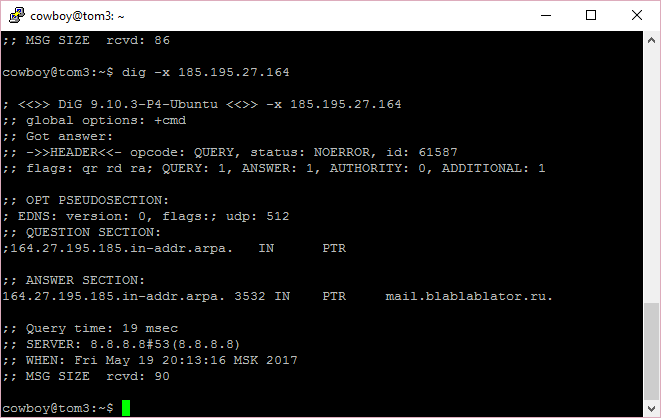 cowboy@tom3: ~
;; MSG SIZE  rcvd: 86
cowboy@tom3:~$ dig -x 185.195.27.164
; <<>> DiG 9.10.3-P4-Ubuntu <<>> -x 185.195.27.164
;; global options: +cmd
;; Got answer:
;; ->>HEADER<<- opcode: QUERY, status: NOERROR, id: 61587
;; flags: qr rd ra; QUERY: 1, ANSWER: 1, AUTHORITY: 0, ADDITIONAL: 1
;; OPT PSEUDOSECTION:
; EDNS: version: 0, flags:; udp: 512
;; QUESTION SECTION:
;164.27.195.185.in-addr.arpa.   IN      PTR
;; ANSWER SECTION:
164.27.195.185.in-addr.arpa. 3532 IN    PTR     mail.blablablator.ru.
;; Query time: 19 msec
;; SERVER: 8.8.8.8#53(8.8.8.8)
;; WHEN: Fri May 19 20:13:16 MSK 2017
;; MSG SIZE  rcvd: 90
cowboy@tom3:~$